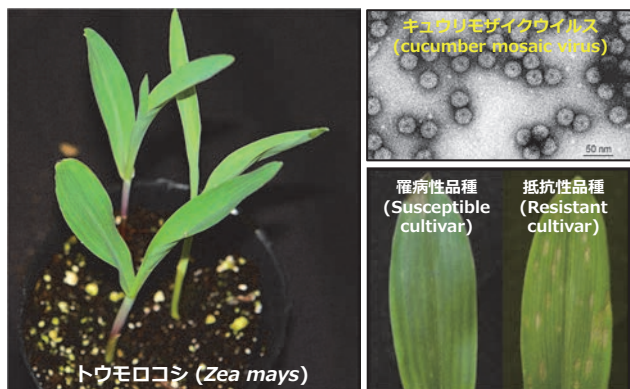 トウモロコシ (Zea mays)
キュウリモザイクウイルス
(cucumber mosaic virus)
50 nm
罹病性品種
(Susceptible
cultivar)
抵抗性品種
(Resistant
cultivar)